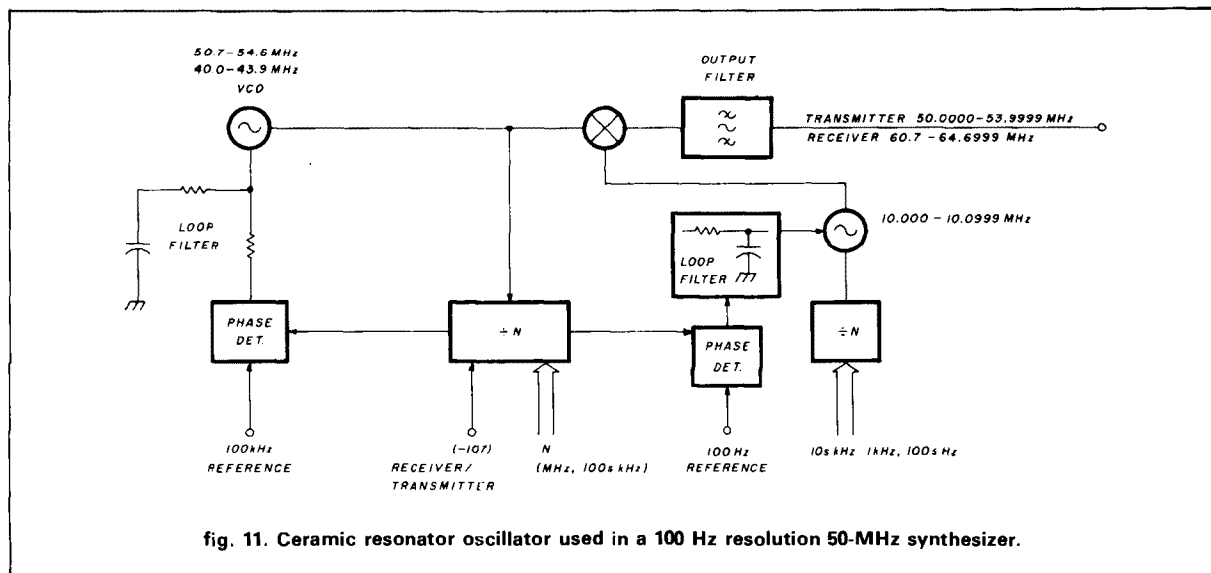 50.7-54.6 MHz
40.0-43.9 MHz
VCO
OUTPUT
FILTER
TRANSMITTER 50.0000-53.9999 MHz
RECEIVER 60.7 -64.6999 MHz
LOOP
FILTER
10.000 - 10.0999 MHz
LOOP
FILTER
PHASE
DET.
÷ N
PHASE
DET.
÷ N
100kHz
REFERENCE
(-107)
RECEIVER/
TRANSMITTER
N
(MHz, 100s kHz)
100 Hz
REFERENCE
10s kHz 1kHz, 100s Hz
fig. 11. Ceramic resonator oscillator used in a 100 Hz resolution 50-MHz synthesizer.